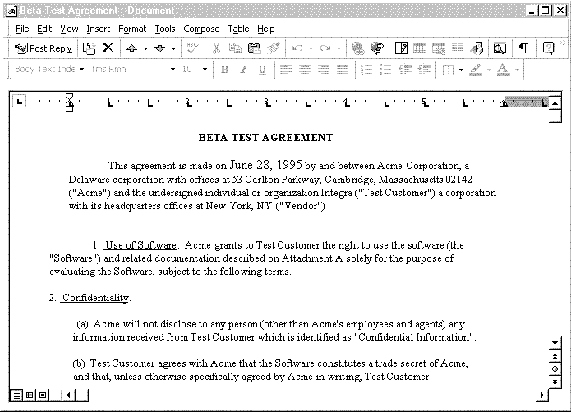 Beta Test Agreement - Document
File Edit View Insert Format Tools Compose Table Help
Post Reply
Body Text Inde Tms Rmn 10 B I U
BETA TEST AGREEMENT
This agreement is made on June 28, 1995 by and between Acme Corporation, a
Delaware corporation with offices at 53 Carlton Parkway, Cambridge, Massachusetts 02142
("Acme") and the undersigned individual or organization Integra ("Test Customer") a corporation
with its headquarters offices at New York, NY ("Vendor")
1. Use of Software. Acme grants to Test Customer the right to use the software (the
"Software") and related documentation described on Attachment A solely for the purpose of
evaluating the Software, subject to the following terms.
2. Confidentiality.
(a) Acme will not disclose to any person (other than Acme's employees and agents) any
information received from Test Customer which is identified as "Confidential Information".
(b) Test Customer agrees with Acme that the Software constitutes a trade secret of Acme,
and that, unless otherwise specifically agreed by Acme in writing, Test Customer